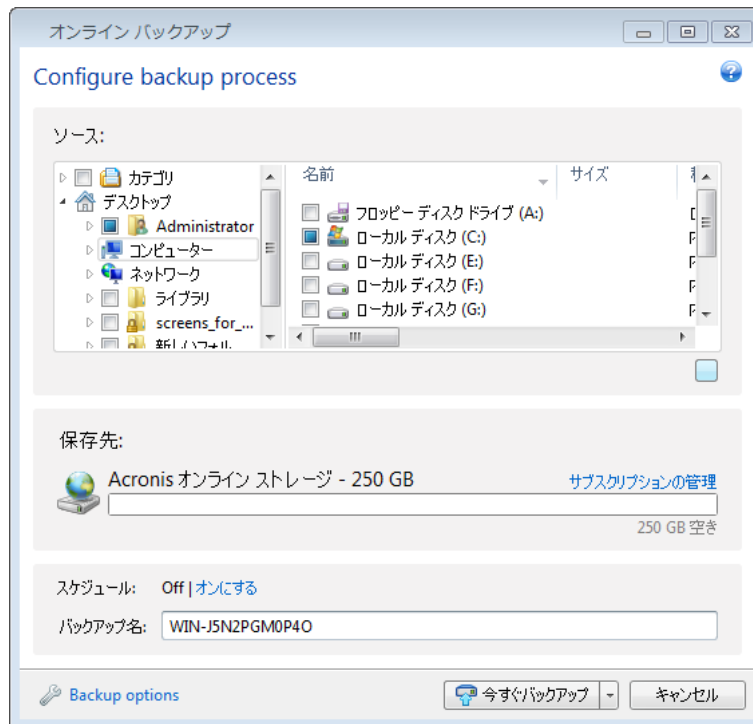 オンライン バックアップ
Configure backup process
ソース:
カテゴリ
デスクトップ
Administrator
コンピューター
ネットワーク
ライブラリ
screens_for_...
新しいフォル
名前 サイズ
フロッピー ディスク ドライブ (A:)
ローカル ディスク (C:)
ローカル ディスク (E:)
ローカル ディスク (F:)
ローカル ディスク (G:)
保存先:
Acronis オンライン ストレージ - 250 GB
サブスクリプションの管理
250 GB 空き
スケジュール: Off | オンにする
バックアップ名: WIN-J5N2PGM0P4O
Backup options
今すぐバックアップ
キャンセル